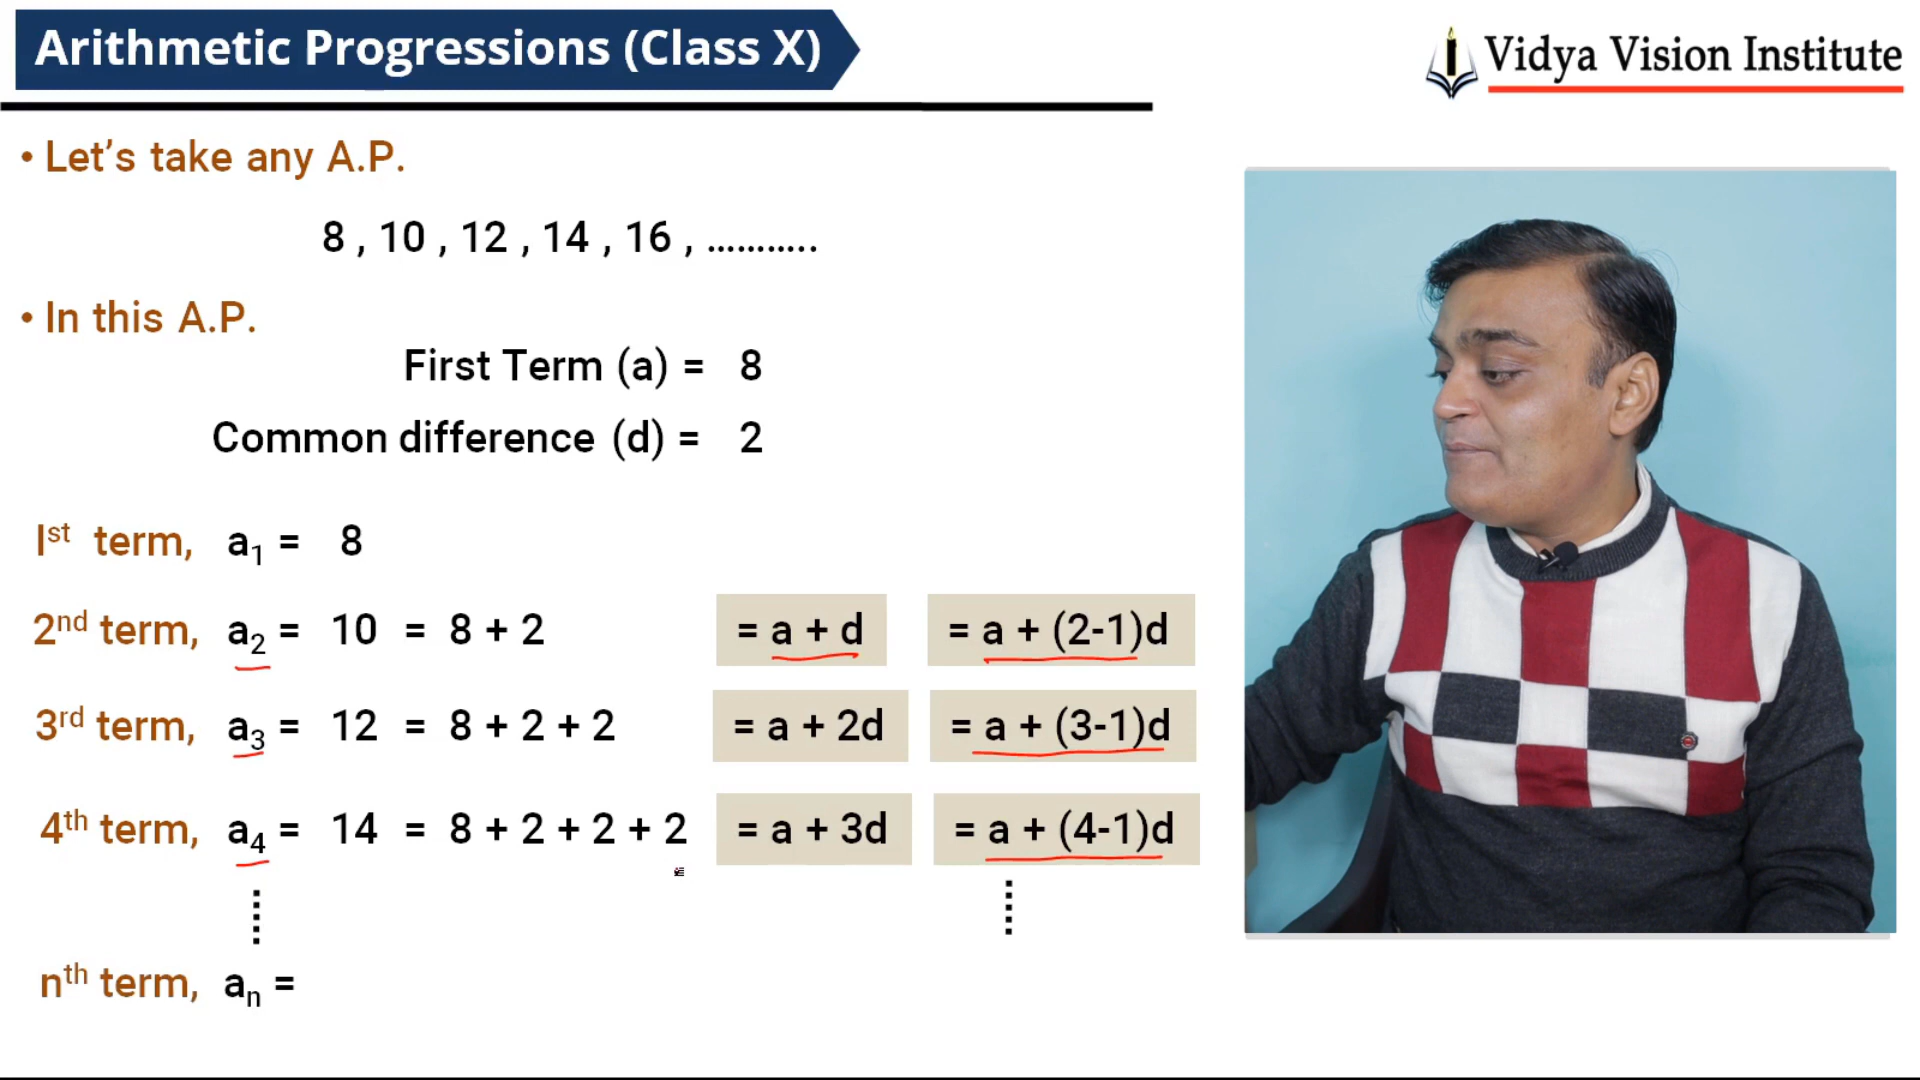 Arithmetic Progressions (Class X)
Vidya Vision Institute
• Let's take any A.P.
8 , 10 , 12 , 14 , 16 , ………..
• In this A.P.
First Term (a) = 8
Common difference (d) = 2
Ist term, a1 = 8
2nd term, a2 = 10 = 8 + 2 = a + d = a + (2-1)d
3rd term, a3 = 12 = 8 + 2 + 2 = a + 2d = a + (3-1)d
4th term, a4 = 14 = 8 + 2 + 2 + 2 = a + 3d = a + (4-1)d
nth term, an =